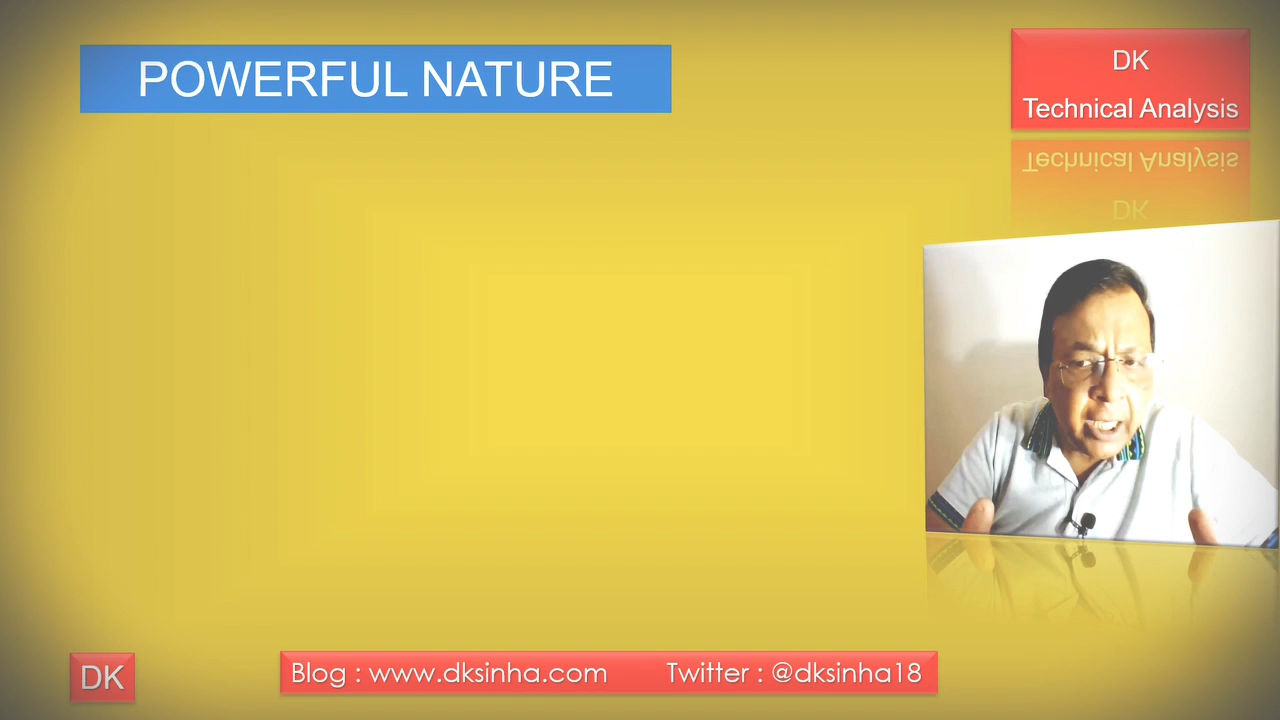 POWERFUL NATURE
DK
Technical Analysis
Technical Analysis
DK
DK
Blog : www.dksinha.com Twitter : @dksinha18